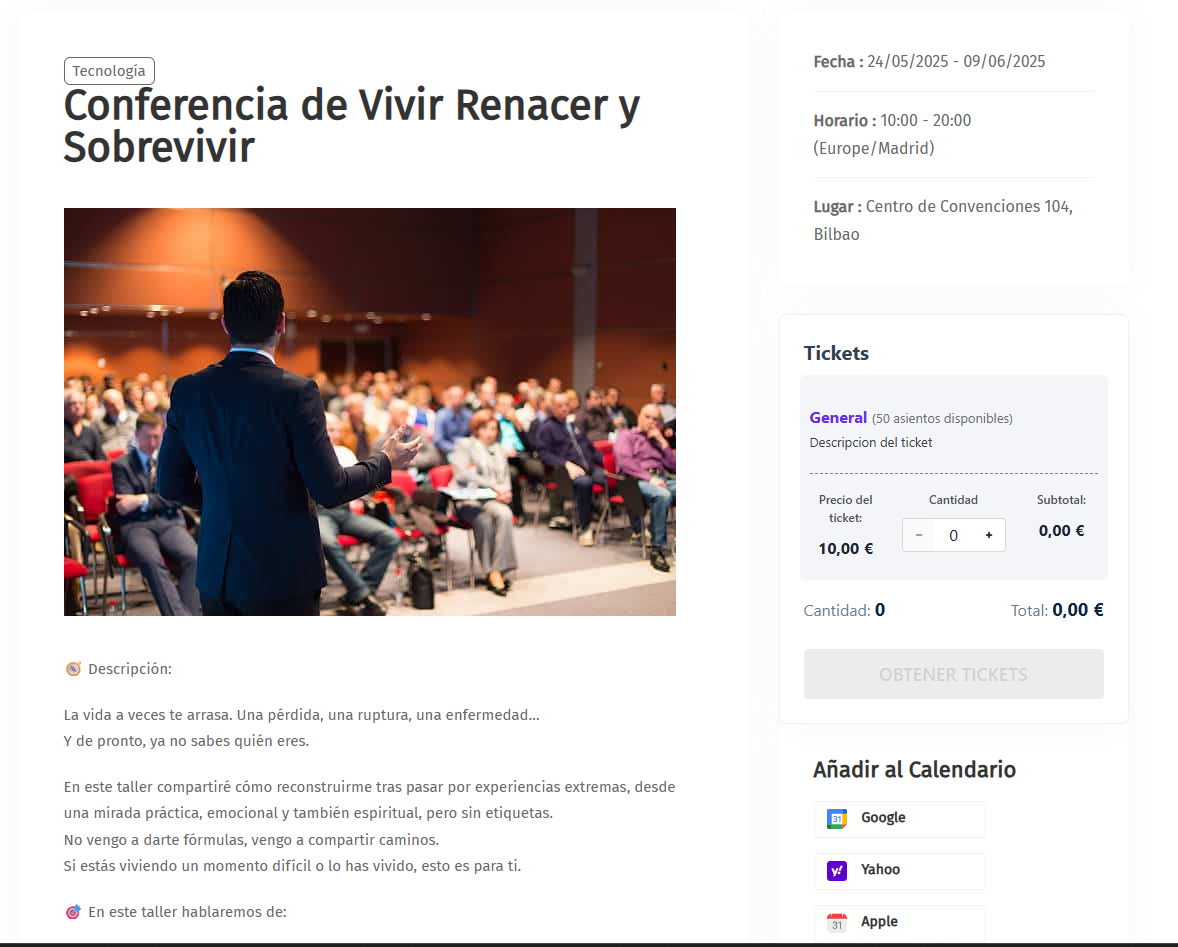 Tecnología
Conferencia de Vivir Renacer y
Sobrevivir
Descripción:
La vida a veces te arrasa. Una pérdida, una ruptura, una enfermedad…
Y de pronto, ya no sabes quién eres.
En este taller compartiré cómo reconstruirme tras pasar por experiencias extremas, desde
una mirada práctica, emocional y también espiritual, pero sin etiquetas.
No vengo a darte fórmulas, vengo a compartir caminos.
Si estás viviendo un momento difícil o lo has vivido, esto es para ti.
En este taller hablaremos de:
Fecha : 24/05/2025 - 09/06/2025
Horario : 10:00 - 20:00
(Europe/Madrid)
Lugar : Centro de Convenciones 104,
Bilbao
Tickets
General (50 asientos disponibles)
Descripcion del ticket
Precio del
ticket:
10,00 €
Cantidad
− 0 +
Subtotal:
0,00 €
Cantidad: 0 Total: 0,00 €
OBTENER TICKETS
Añadir al Calendario
31 Google
y! Yahoo
31 Apple